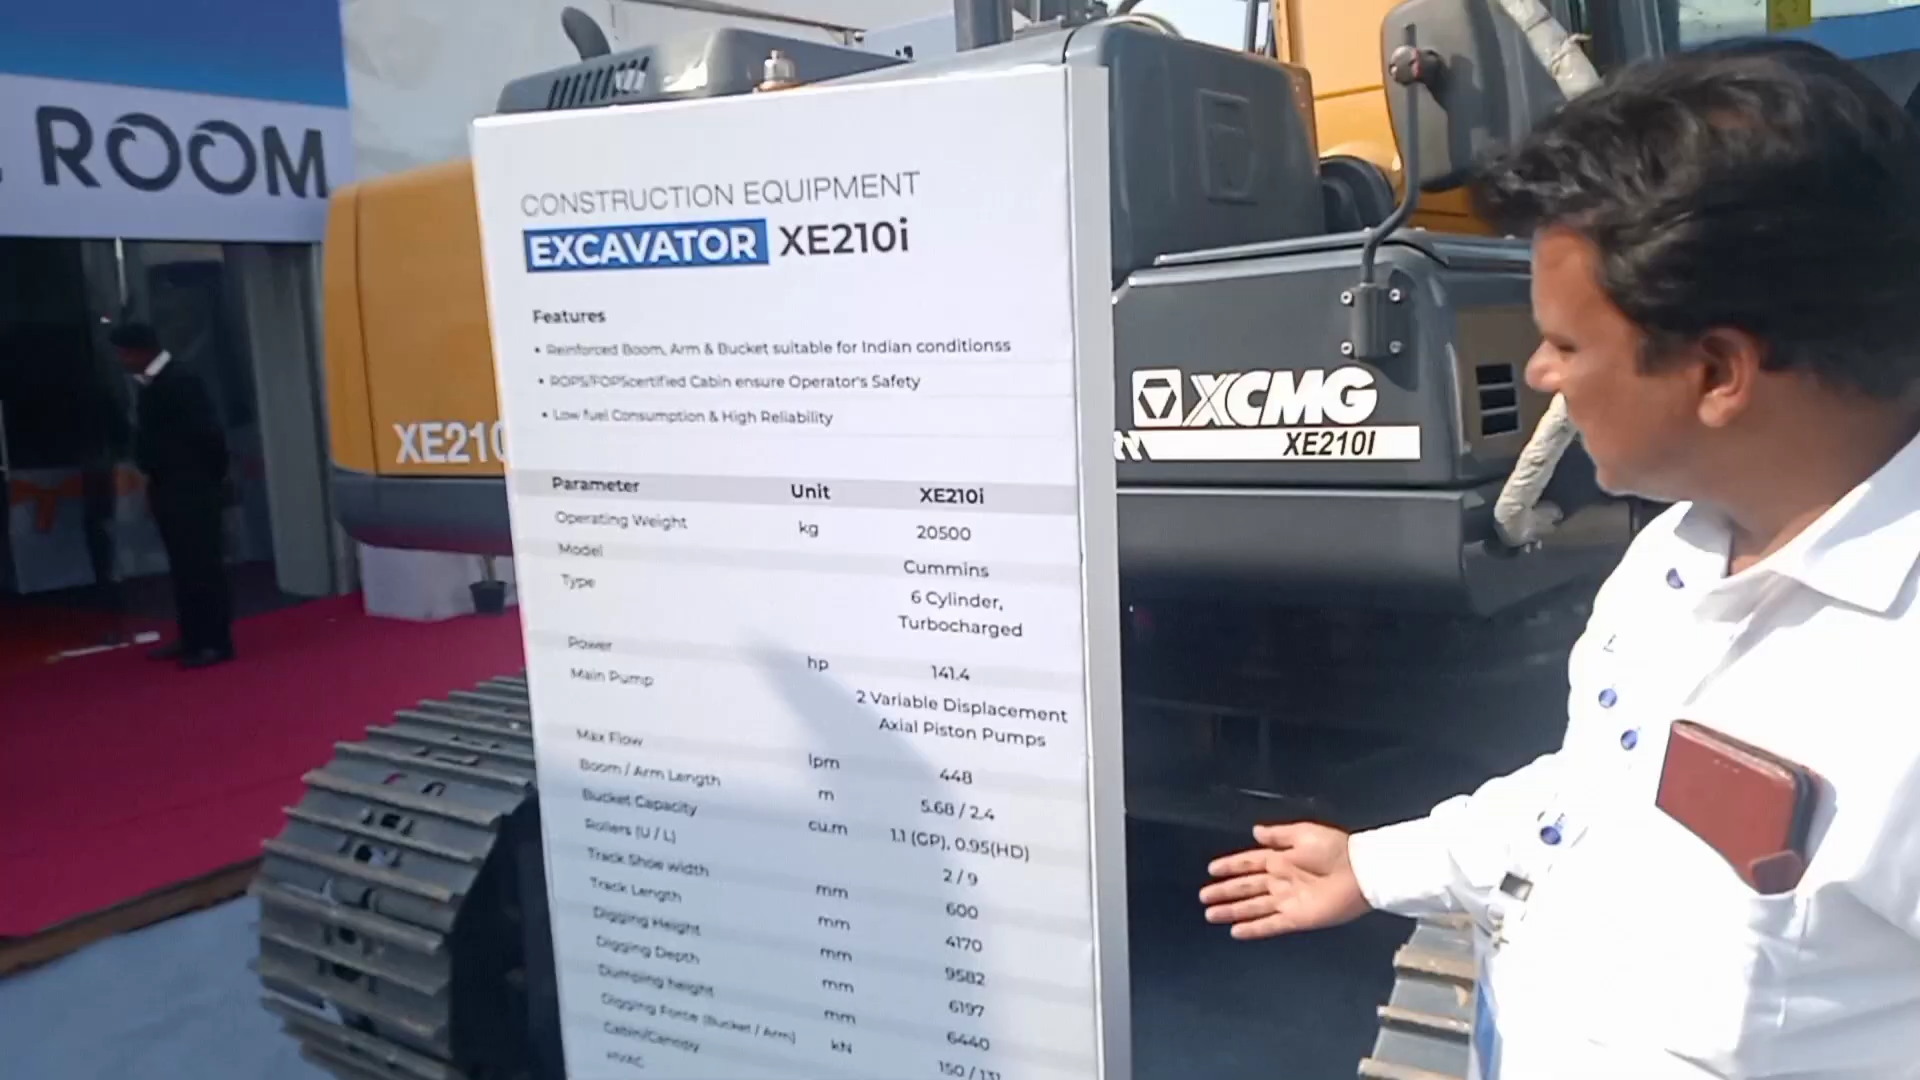 ROOM
CONSTRUCTION EQUIPMENT
EXCAVATOR XE210i
Features
• Reinforced Boom, Arm & Bucket suitable for Indian conditionss
• ROPS/FOPScertified Cabin ensure Operator's Safety
• Low fuel Consumption & High Reliability
Parameter Unit XE210i
Operating Weight kg 20500
Model Cummins
Type 6 Cylinder,
Turbocharged
Power hp 141.4
Main Pump 2 Variable Displacement
Axial Piston Pumps
Max Flow lpm 448
Boom / Arm Length m 5.68 / 2.4
Bucket Capacity cu.m 1.1 (GP), 0.95(HD)
Rollers (U / L) 2 / 9
Track Shoe width mm 600
Track Length mm 4170
Digging Height mm 9582
Digging Depth mm 6197
Dumping height mm 6440
Digging Force (Bucket / Arm) kN 150 / 131
Cabin/Canopy
HVAC
XE210
XCMG
XE210I